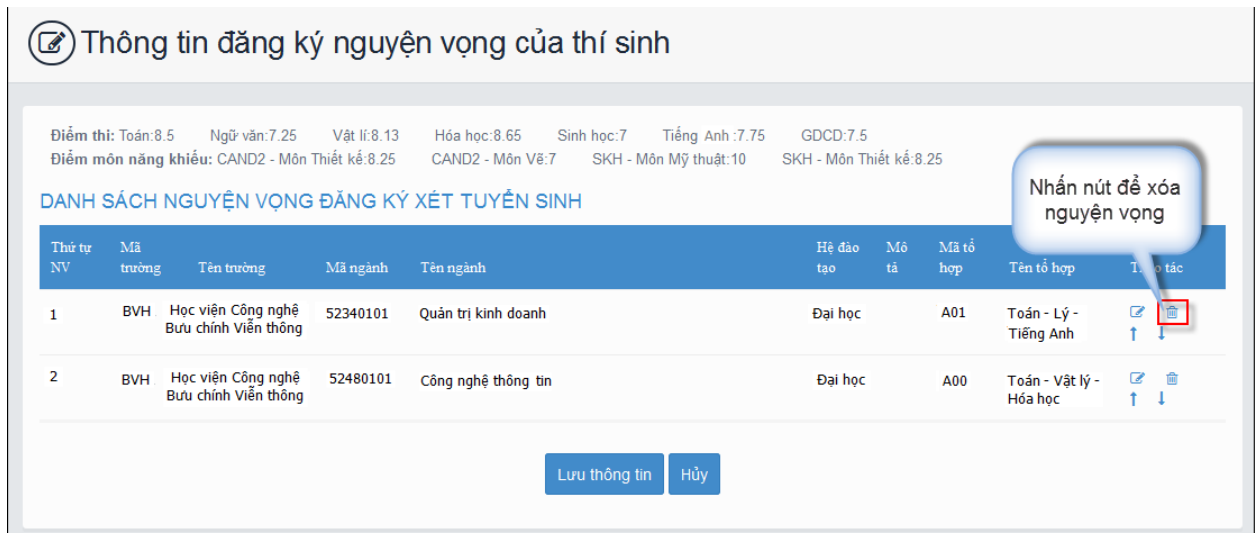 Thông tin đăng ký nguyện vọng của thí sinh
Điểm thi: Toán:8.5 Ngữ văn:7.25 Vật lí:8.13 Hóa học:8.65 Sinh học:7 Tiếng Anh :7.75 GDCD:7.5
Điểm môn năng khiếu: CAND2 - Môn Thiết kế:8.25 CAND2 - Môn Vẽ:7 SKH - Môn Mỹ thuật:10 SKH - Môn Thiết kế:8.25
Nhấn nút để xóa
nguyện vọng
DANH SÁCH NGUYỆN VỌNG ĐĂNG KÝ XÉT TUYỂN SINH
Thứ tự Mã Hệ đào Mô Mã tổ
NV trường Tên trường Mã ngành Tên ngành tạo tả hợp Tên tổ hợp tác
1 BVH Học viện Công nghệ 52340101 Quản trị kinh doanh Đại học A01 Toán - Lý -
Bưu chính Viễn thông Tiếng Anh
2 BVH Học viện Công nghệ 52480101 Công nghệ thông tin Đại học A00 Toán - Vật lý -
Bưu chính Viễn thông Hóa học
Lưu thông tin Hủy